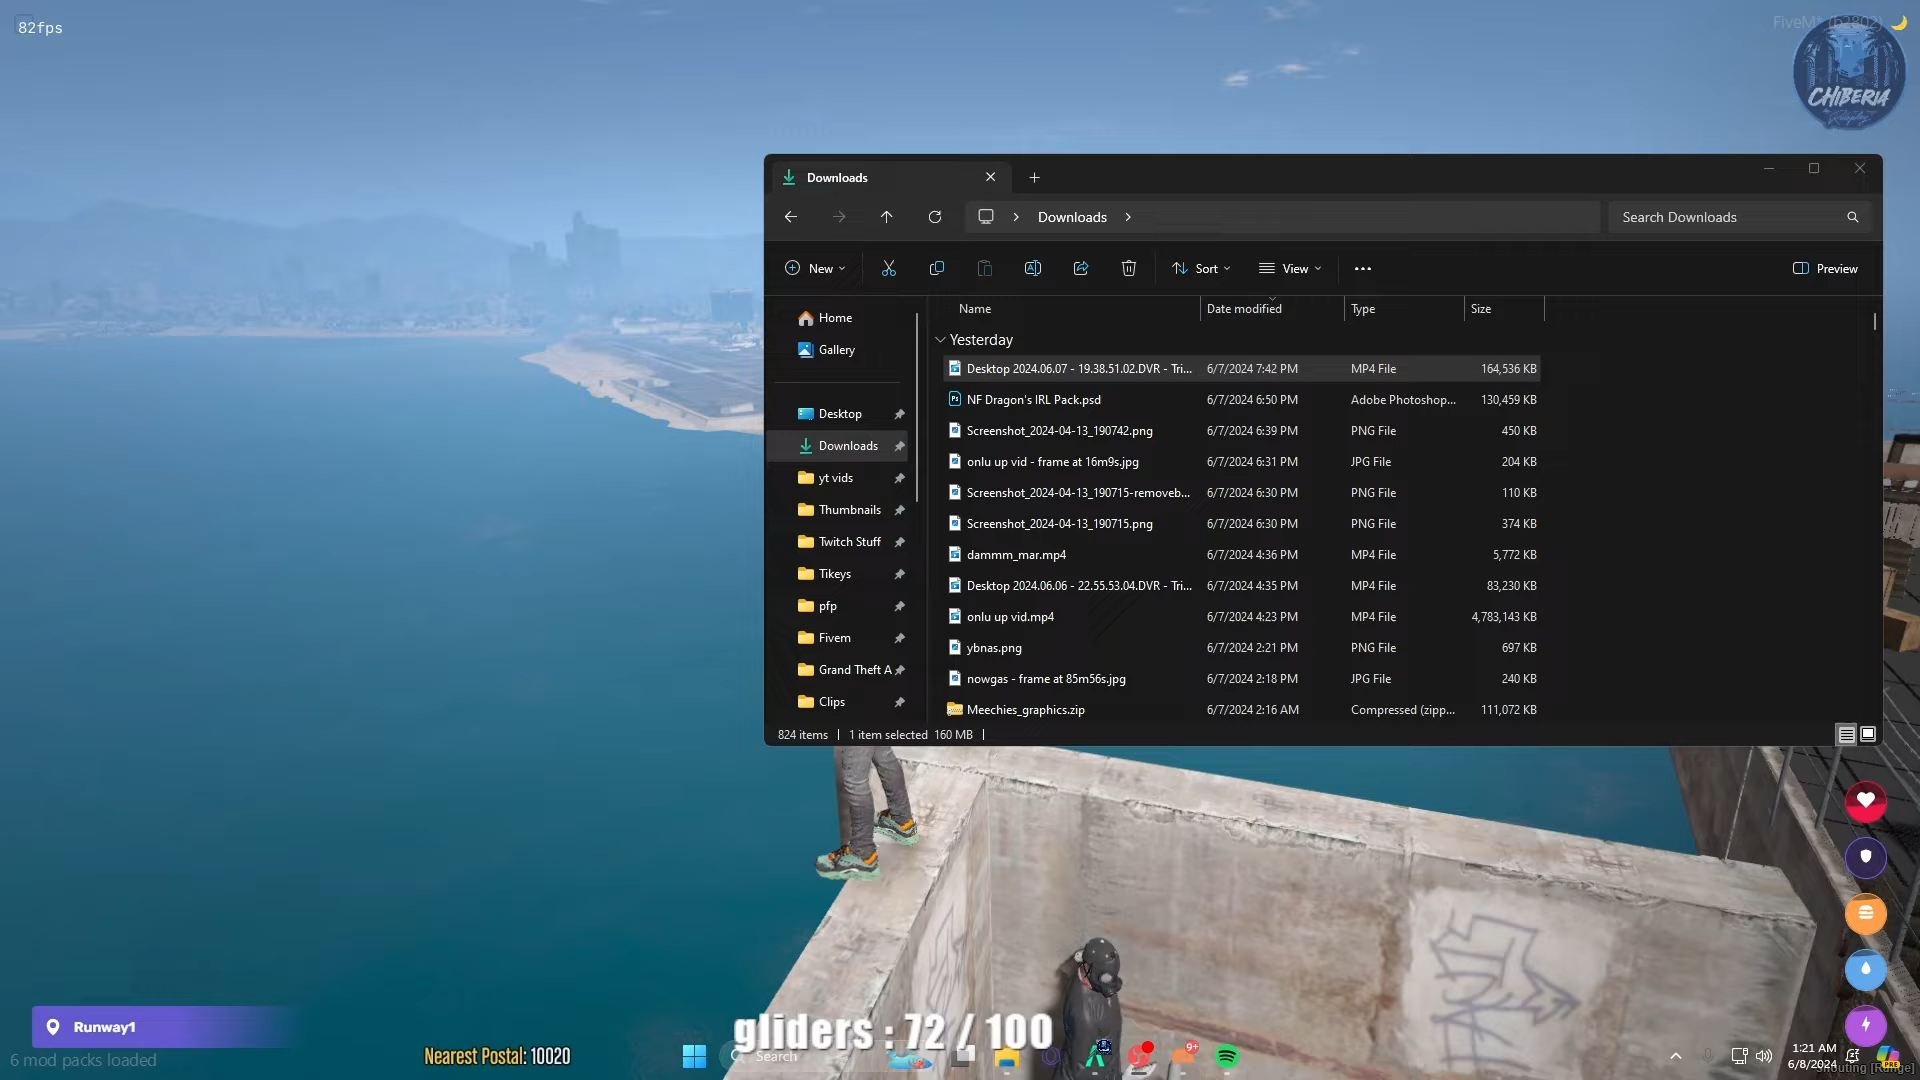 82fps
FiveM* (b2802)
CHIBERIA
Roleplay
Downloads
Downloads
Search Downloads
New
Sort
View
Preview
Name Date modified Type Size
Home
Gallery
Desktop
Downloads
yt vids
Thumbnails
Twitch Stuff
Tikeys
pfp
Fivem
Grand Theft A
Clips
Yesterday
Desktop 2024.06.07 - 19.38.51.02.DVR - Tri... 6/7/2024 7:42 PM MP4 File 164,536 KB
NF Dragon's IRL Pack.psd 6/7/2024 6:50 PM Adobe Photoshop... 130,459 KB
Screenshot_2024-04-13_190742.png 6/7/2024 6:39 PM PNG File 450 KB
onlu up vid - frame at 16m9s.jpg 6/7/2024 6:31 PM JPG File 204 KB
Screenshot_2024-04-13_190715-removeb... 6/7/2024 6:30 PM PNG File 110 KB
Screenshot_2024-04-13_190715.png 6/7/2024 6:30 PM PNG File 374 KB
dammm_mar.mp4 6/7/2024 4:36 PM MP4 File 5,772 KB
Desktop 2024.06.06 - 22.55.53.04.DVR - Tri... 6/7/2024 4:35 PM MP4 File 83,230 KB
onlu up vid.mp4 6/7/2024 4:23 PM MP4 File 4,783,143 KB
ybnas.png 6/7/2024 2:21 PM PNG File 697 KB
nowgas - frame at 85m56s.jpg 6/7/2024 2:18 PM JPG File 240 KB
Meechies_graphics.zip 6/7/2024 2:16 AM Compressed (zipp... 111,072 KB
824 items 1 item selected 160 MB
Runway1
6 mod packs loaded
Nearest Postal: 10020
gliders : 72 / 100
Search
9+
1:21 AM
6/8/2024
Shouting [Range]